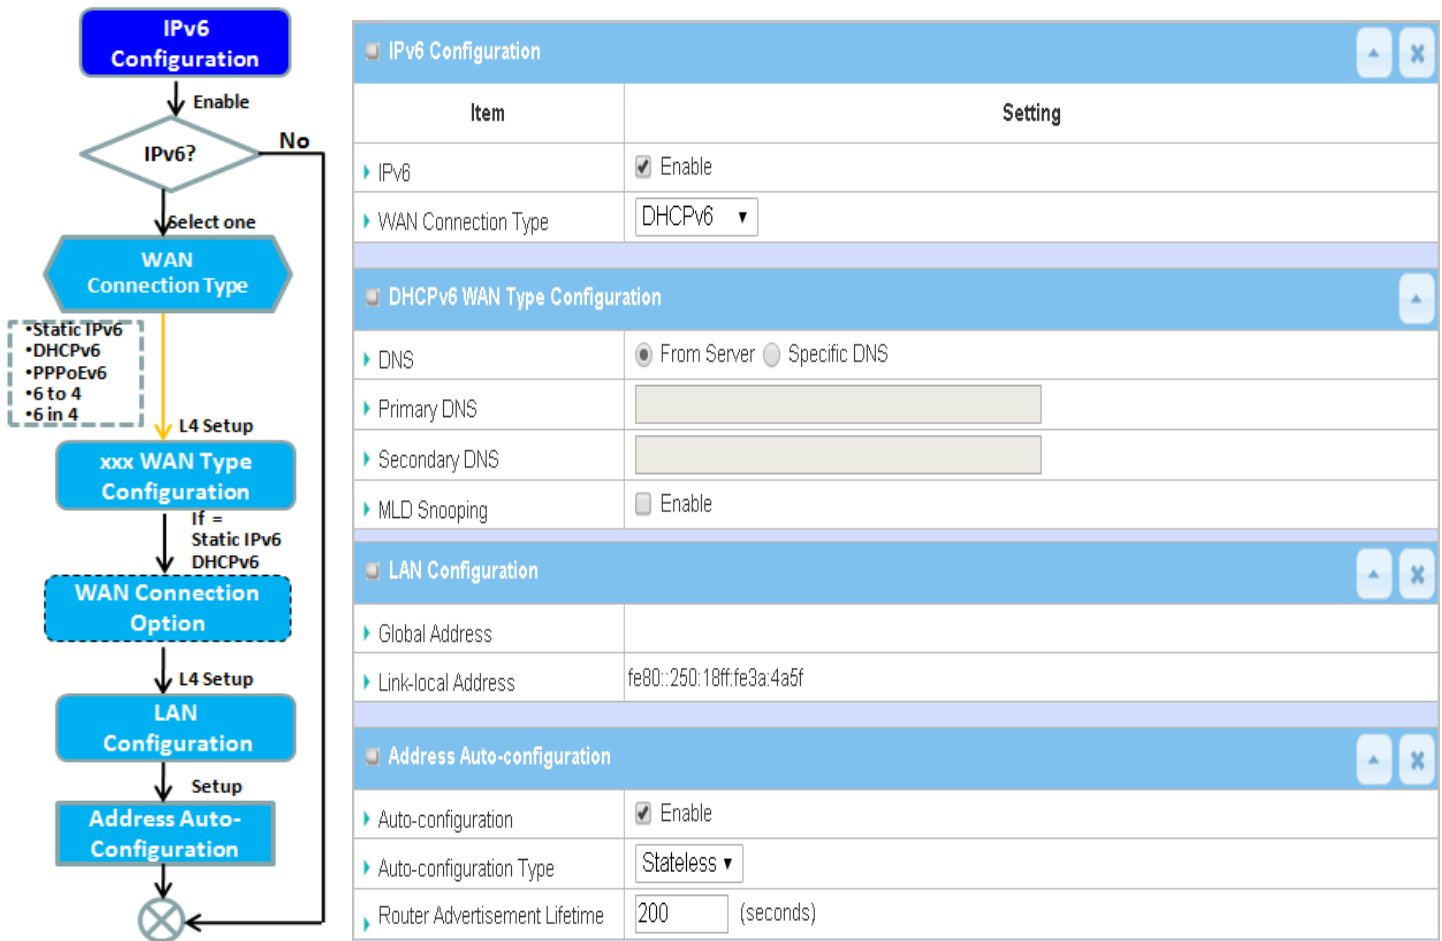 IPv6
Configuration
Enable
IPv6?
No
Select one
WAN
Connection Type
•Static IPv6
•DHCPv6
•PPPoEv6
•6 to 4
•6 in 4
L4 Setup
xxx WAN Type
Configuration
If =
Static IPv6
DHCPv6
WAN Connection
Option
L4 Setup
LAN
Configuration
Setup
Address Auto-
Configuration
IPv6 Configuration
Item Setting
IPv6 Enable
WAN Connection Type DHCPv6
DHCPv6 WAN Type Configuration
DNS From Server Specific DNS
Primary DNS
Secondary DNS
MLD Snooping Enable
LAN Configuration
Global Address
Link-local Address fe80::250:18ff:fe3a:4a5f
Address Auto-configuration
Auto-configuration Enable
Auto-configuration Type Stateless
Router Advertisement Lifetime 200 (seconds)